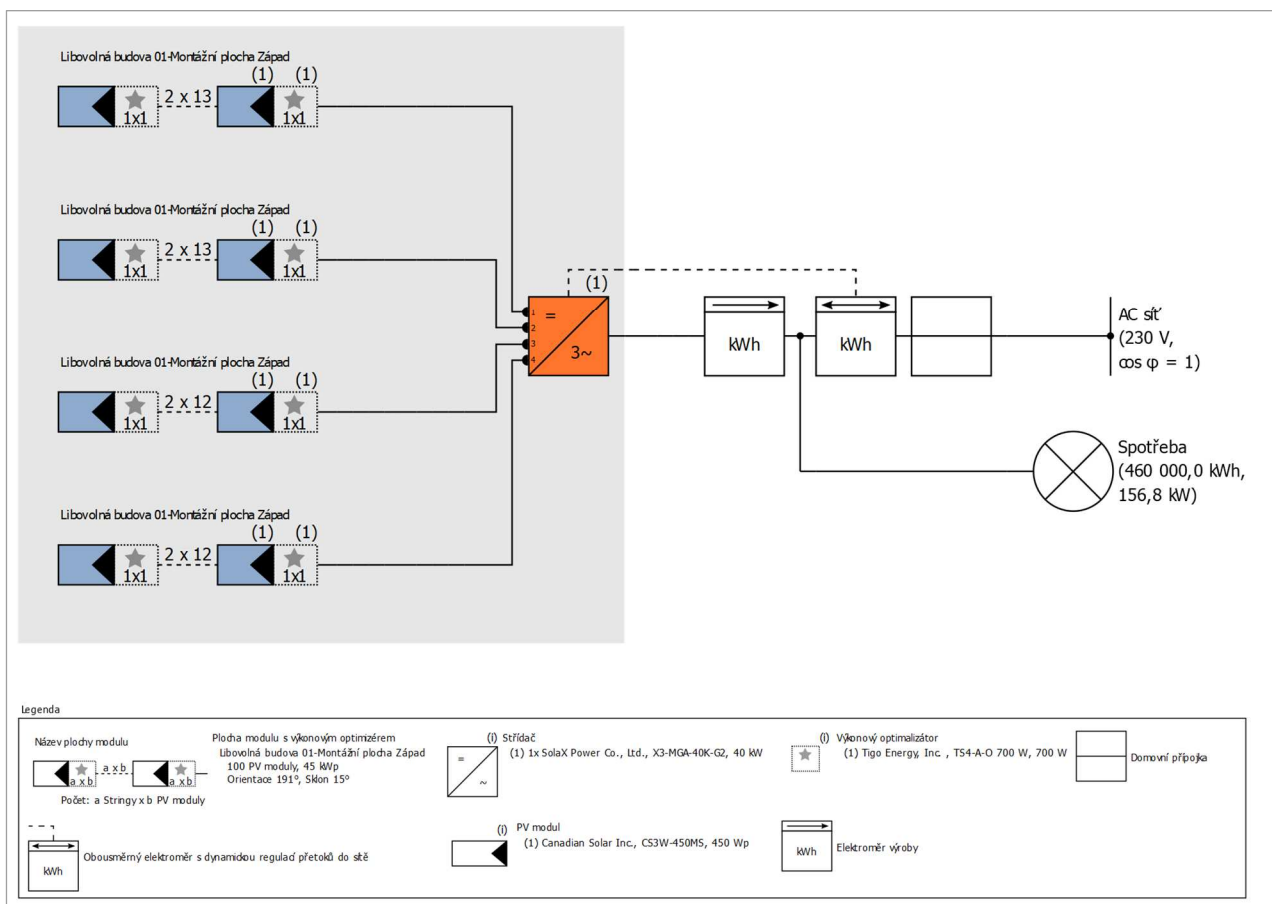 Libovolná budova 01-Montážní plocha Západ
(1) (1)
2 x 13
1x1 1x1
Libovolná budova 01-Montážní plocha Západ
(1) (1)
2 x 13
1x1 1x1
(1)
1
2
3
4
=
3~
kWh
kWh
AC síť
(230 V,
cos φ = 1)
Libovolná budova 01-Montážní plocha Západ
(1) (1)
2 x 12
1x1 1x1
Spotřeba
(460 000,0 kWh,
156,8 kW)
Libovolná budova 01-Montážní plocha Západ
(1) (1)
2 x 12
1x1 1x1
Legenda
Název plochy modulu
a x b
a x b a x b
Počet: a Stringy x b PV moduly
Plocha modulu s výkonovým optimizérem
Libovolná budova 01-Montážní plocha Západ
100 PV moduly, 45 kWp
Orientace 191°, Sklon 15°
(i) Střídač
(1) 1x SolaX Power Co., Ltd., X3-MGA-40K-G2, 40 kW
=
~
(i) Výkonový optimalizátor
(1) Tigo Energy, Inc. , TS4-A-O 700 W, 700 W
Domovní přípojka
kWh
Obousměrný elektroměr s dynamickou regulací přetoků do sítě
(i) PV modul
(1) Canadian Solar Inc., CS3W-450MS, 450 Wp
kWh
Elektroměr výroby